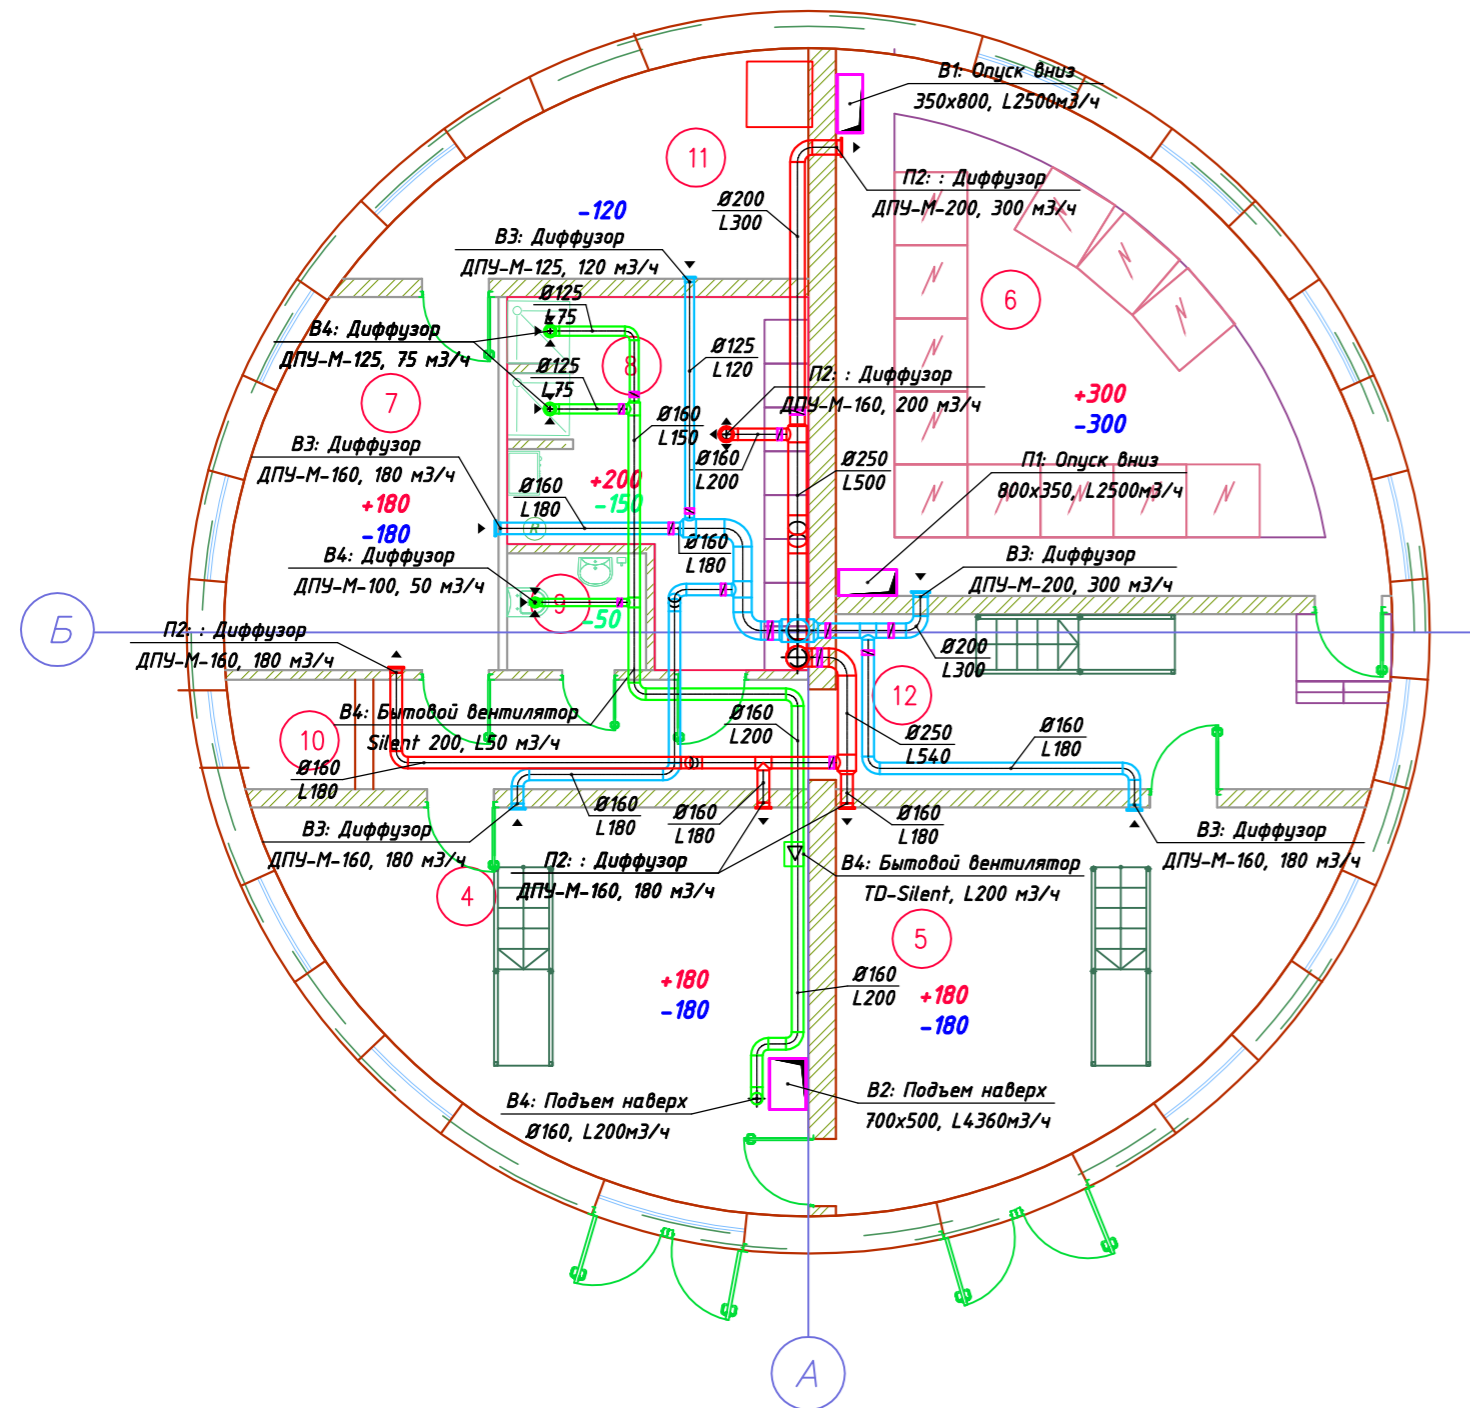 В1: Опуск вниз
350х800, L2500м3/ч
11
П2: : Диффузор
ДПУ-М-200, 300 м3/ч
Ø200
L300
-120
В3: Диффузор
ДПУ-М-125, 120 м3/ч
6
Ø125
L75
В4: Диффузор
ДПУ-М-125, 75 м3/ч
Ø125
L120
8
Ø125
L75
П2: : Диффузор
ДПУ-М-160, 200 м3/ч
+300
-300
7
Ø160
L150
В3: Диффузор
ДПУ-М-160, 180 м3/ч
Ø160
L200
Ø250
L500
П1: Опуск вниз
800х350, L2500м3/ч
+180
-180
Ø160
L180
+200
-150
R
Ø160
L180
В4: Диффузор
ДПУ-М-100, 50 м3/ч
В3: Диффузор
ДПУ-М-200, 300 м3/ч
9
-50
Б
П2: : Диффузор
ДПУ-М-160, 180 м3/ч
Ø200
L300
12
В4: Бытовой вентилятор
Silent 200, L50 м3/ч
Ø160
L200
10
Ø250
L540
Ø160
L180
Ø160
L180
Ø160
L180
Ø160
L180
Ø160
L180
В3: Диффузор
ДПУ-М-160, 180 м3/ч
В3: Диффузор
ДПУ-М-160, 180 м3/ч
П2: : Диффузор
ДПУ-М-160, 180 м3/ч
В4: Бытовой вентилятор
TD-Silent, L200 м3/ч
4
5
Ø160
L200
+180
-180
+180
-180
В4: Подъем наверх
Ø160, L200м3/ч
В2: Подъем наверх
700х500, L4360м3/ч
А